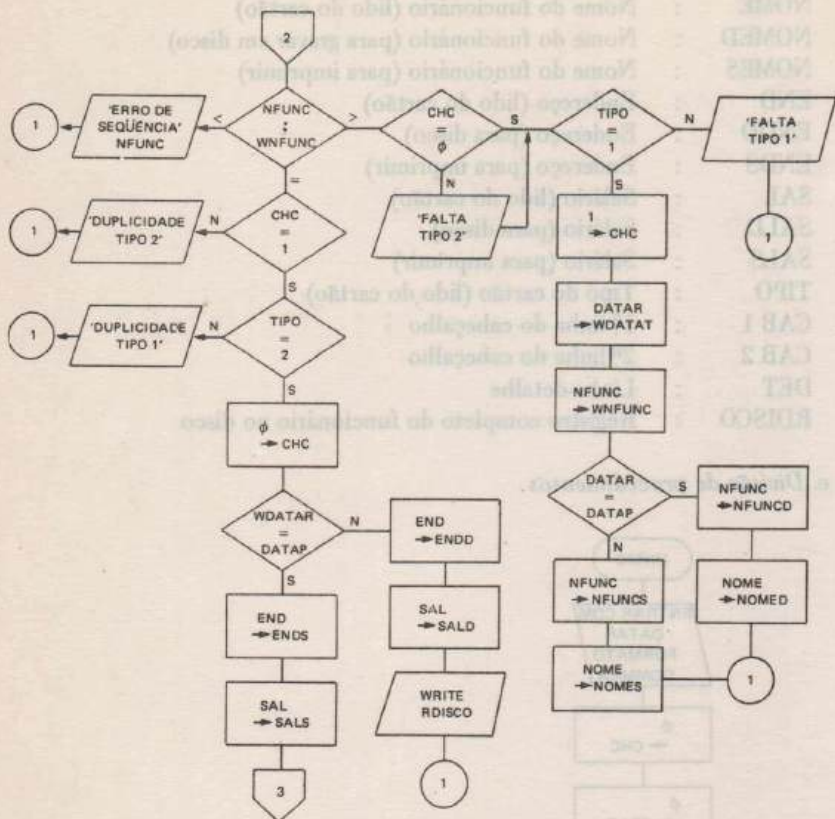 NOME : Nome do funcionário (lido do cartão)
NOMED : Nome do funcionário (para gravar em disco)
NOMES : Nome do funcionário (para imprimir)
END : Endereço (lido do cartão)
Endereço (para disco)
ENDS : Endereço (para imprimir)
SAL : Salário (lido do cartão)
SALD : Salário (para disco)
SALS : Salário (para imprimir)
TIPO : Tipo do cartão (lido do cartão)
CAB 1 : linha do cabeçalho
CAB 2 : 2ª linha do cabeçalho
DET : Linha detalhe
RDISCO : Registro completo do funcionário no disco
2
NFUNC
:
WNFUNC
<
>
=
'ERRO DE
SEQÜÊNCIA'
NFUNC
1
CHC
=
φ
S
N
'FALTA
TIPO 2'
TIPO
=
1
N
S
'FALTA
TIPO 1'
1
1
→ CHC
CHC
=
1
N
S
'DUPLICIDADE
TIPO 2'
1
DATAR
→ WDATAT
TIPO
=
2
N
S
'DUPLICIDADE
TIPO 1'
1
NFUNC
→ WNFUNC
φ
→ CHC
DATAR
=
DATAP
S
N
NFUNC
→ NFUNCD
WDATAR
=
DATAP
N
S
END
→ ENDD
NFUNC
→ NFUNCS
NOME
→ NOMED
END
→ ENDS
SAL
→ SALD
NOME
→ NOMES
1
SAL
→ SALS
WRITE
RDISCO
3
1